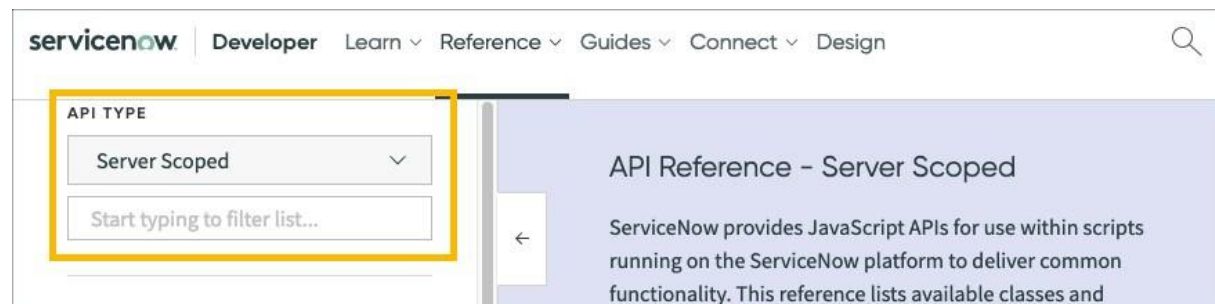 servicenow Developer Learn Reference Guides Connect Design
API TYPE
Server Scoped
Start typing to filter list...
API Reference – Server Scoped
ServiceNow provides JavaScript APIs for use within scripts
running on the ServiceNow platform to deliver common
functionality. This reference lists available classes and